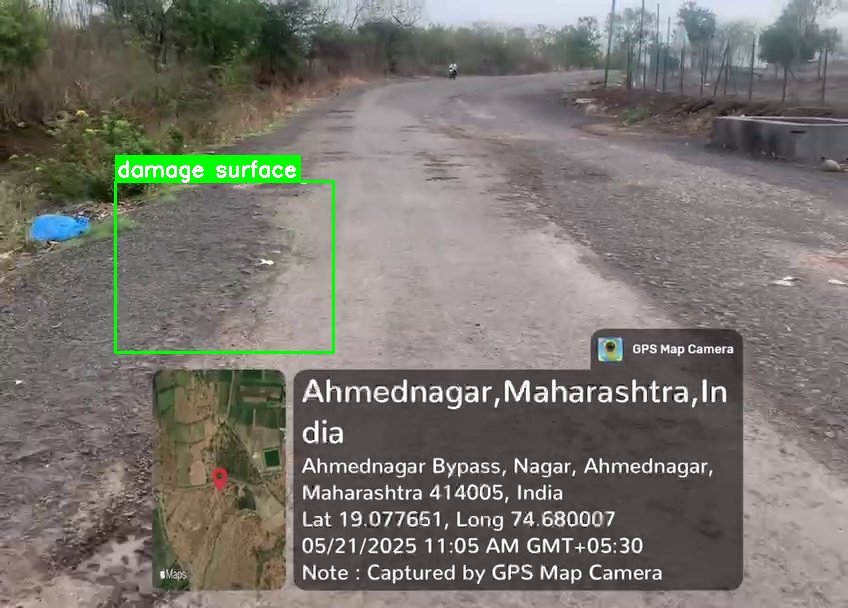 damage surface
GPS Map Camera
Ahmednagar,Maharashtra,In
dia
Ahmednagar Bypass, Nagar, Ahmednagar,
Maharashtra 414005, India
Lat 19.077651, Long 74.680007
05/21/2025 11:05 AM GMT+05:30
Note : Captured by GPS Map Camera
Maps